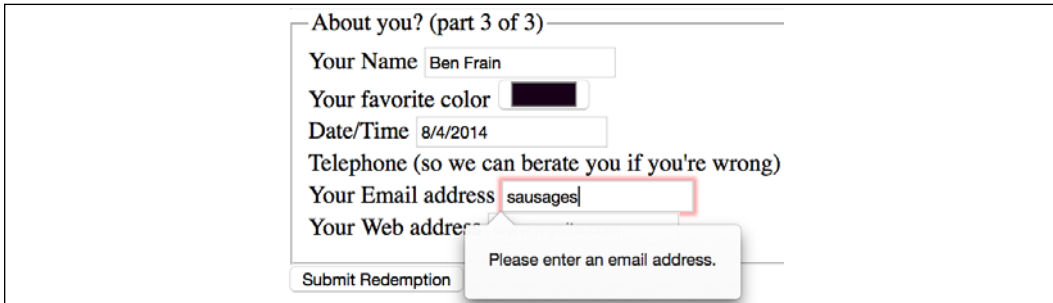 About you? (part 3 of 3)
Your Name Ben Frain
Your favorite color
Date/Time 8/4/2014
Telephone (so we can berate you if you're wrong)
Your Email address sausages
Your Web address
Please enter an email address.
Submit Redemption